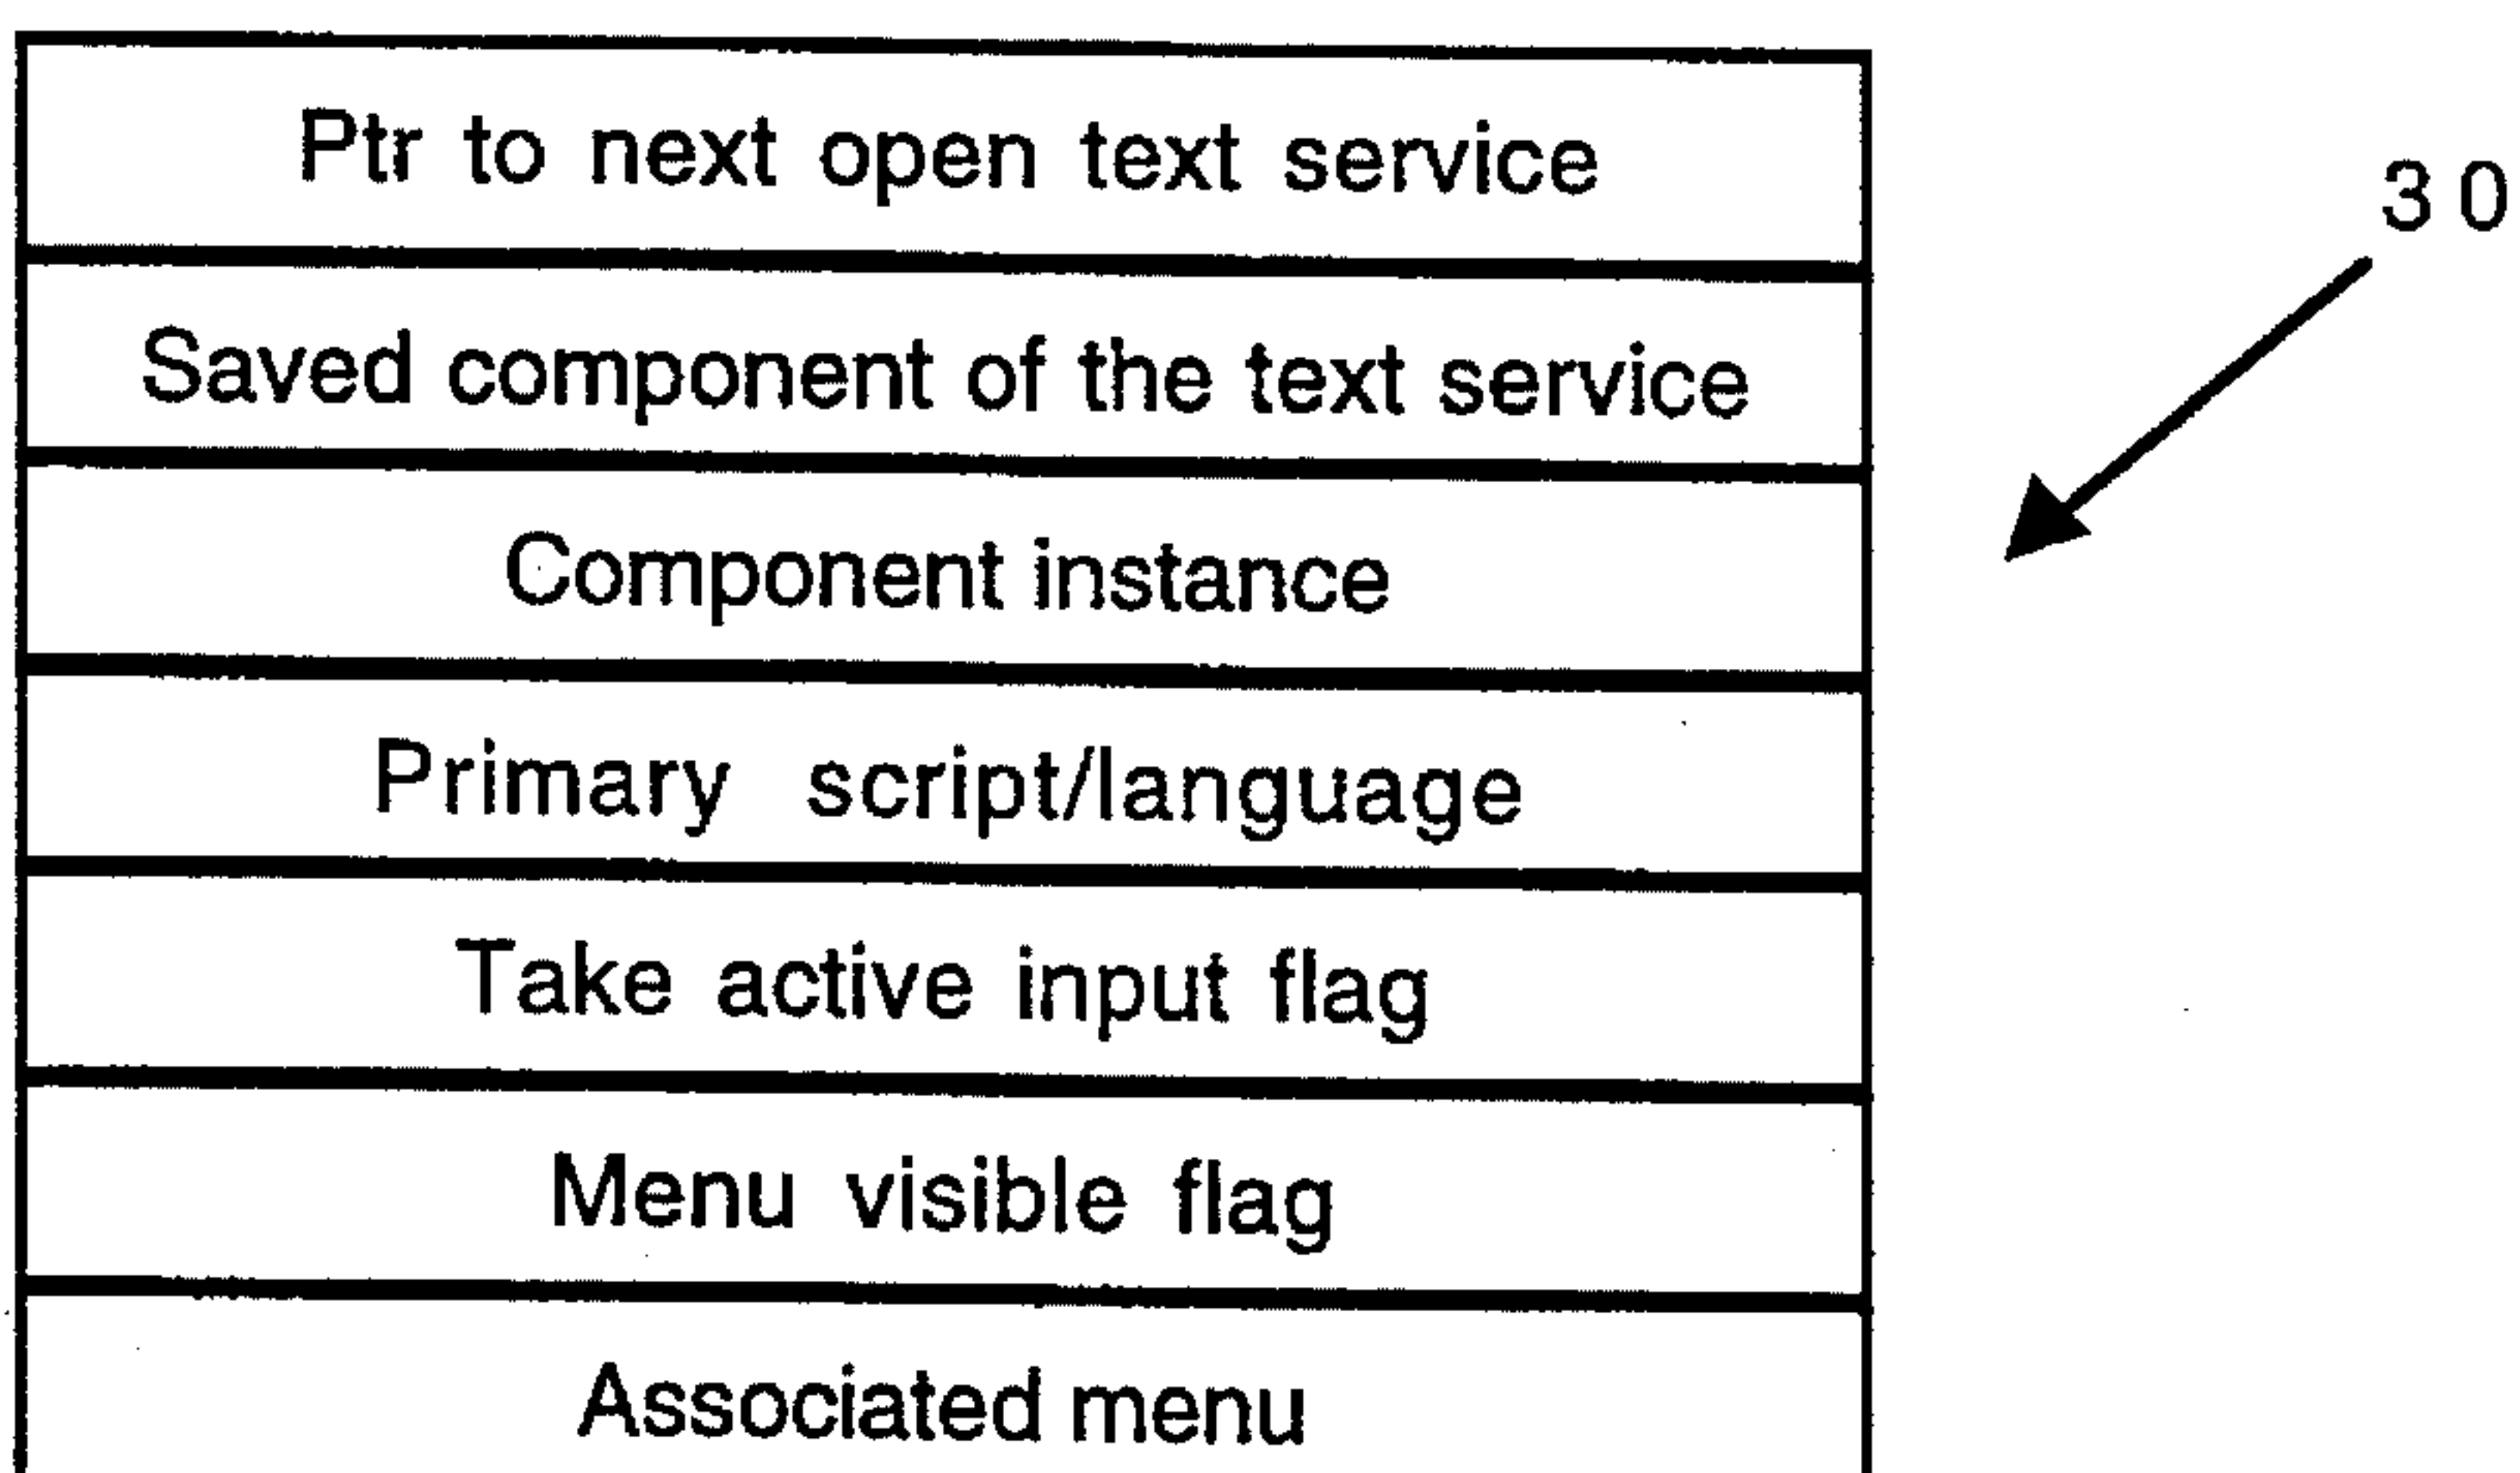 Ptr to next open text service
30
Saved component of the text service
Component instance
Primary script/language
Take active input flag
Menu visible flag
Associated menu